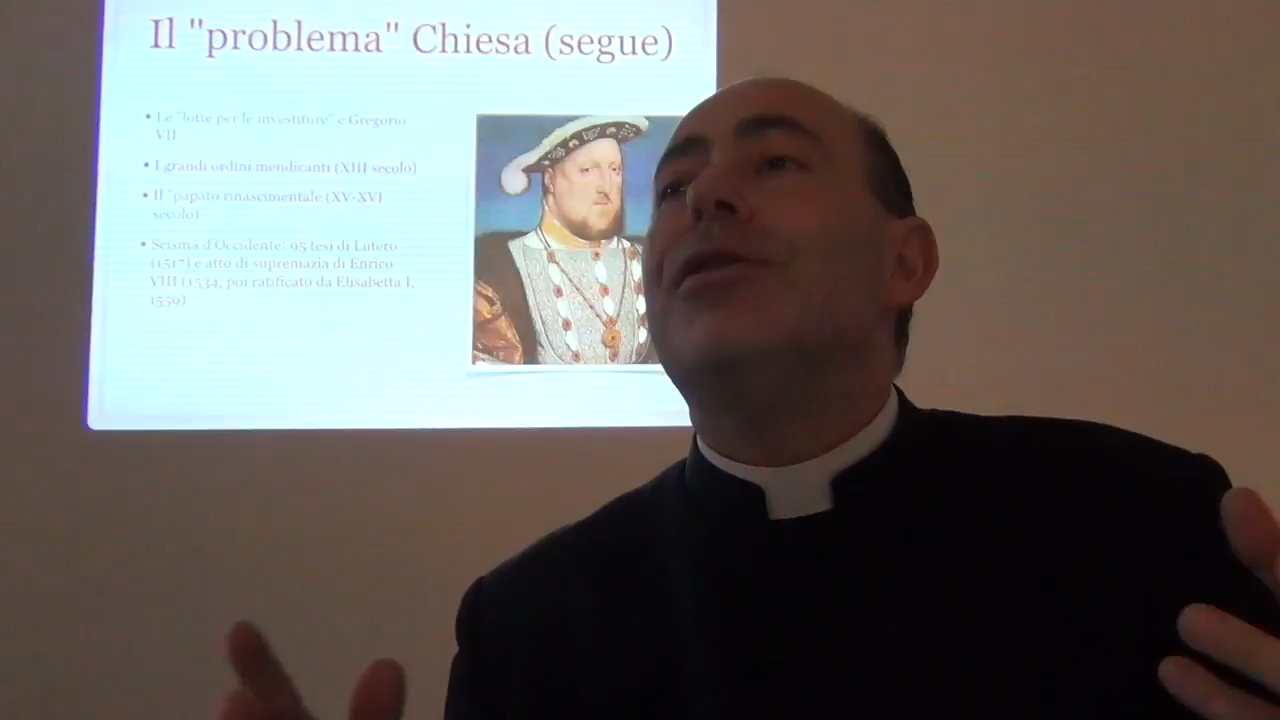 Il "problema" Chiesa (segue)
• Le "lotte per le investiture" e Gregorio
VII
• I grandi ordini mendicanti (XIII secolo)
• Il "papato rinascimentale (XV-XVI
secolo)
• Scisma d'Occidente: 95 tesi di Lutero
(1517) e atto di supremazia di Enrico
VIII (1534, poi ratificato da Elisabetta I,
1559)